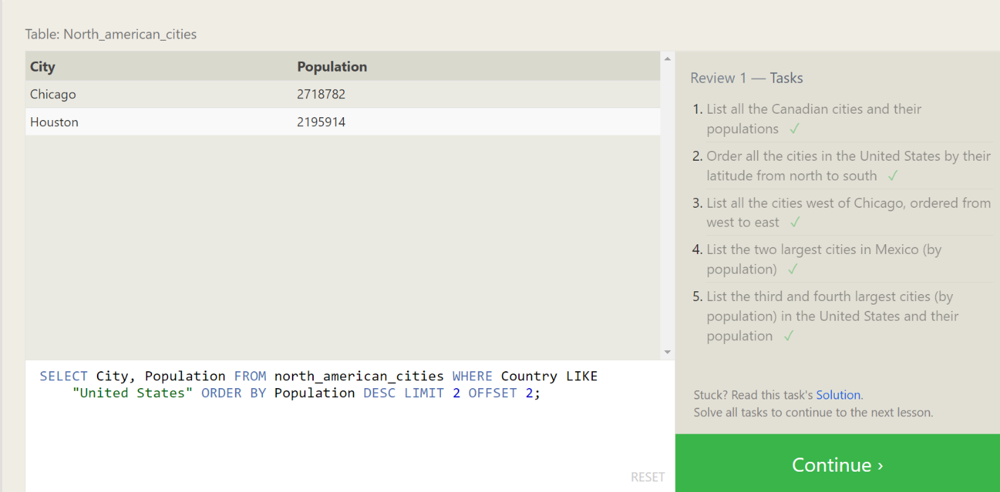 Table: North_american_cities
City Population
Chicago 2718782
Houston 2195914
SELECT City, Population FROM north_american_cities WHERE Country LIKE
"United States" ORDER BY Population DESC LIMIT 2 OFFSET 2;
RESET
Review 1 — Tasks
1. List all the Canadian cities and their
populations ✓
2. Order all the cities in the United States by their
latitude from north to south ✓
3. List all the cities west of Chicago, ordered from
west to east ✓
4. List the two largest cities in Mexico (by
population) ✓
5. List the third and fourth largest cities (by
population) in the United States and their
population ✓
Stuck? Read this task's Solution.
Solve all tasks to continue to the next lesson.
Continue ›